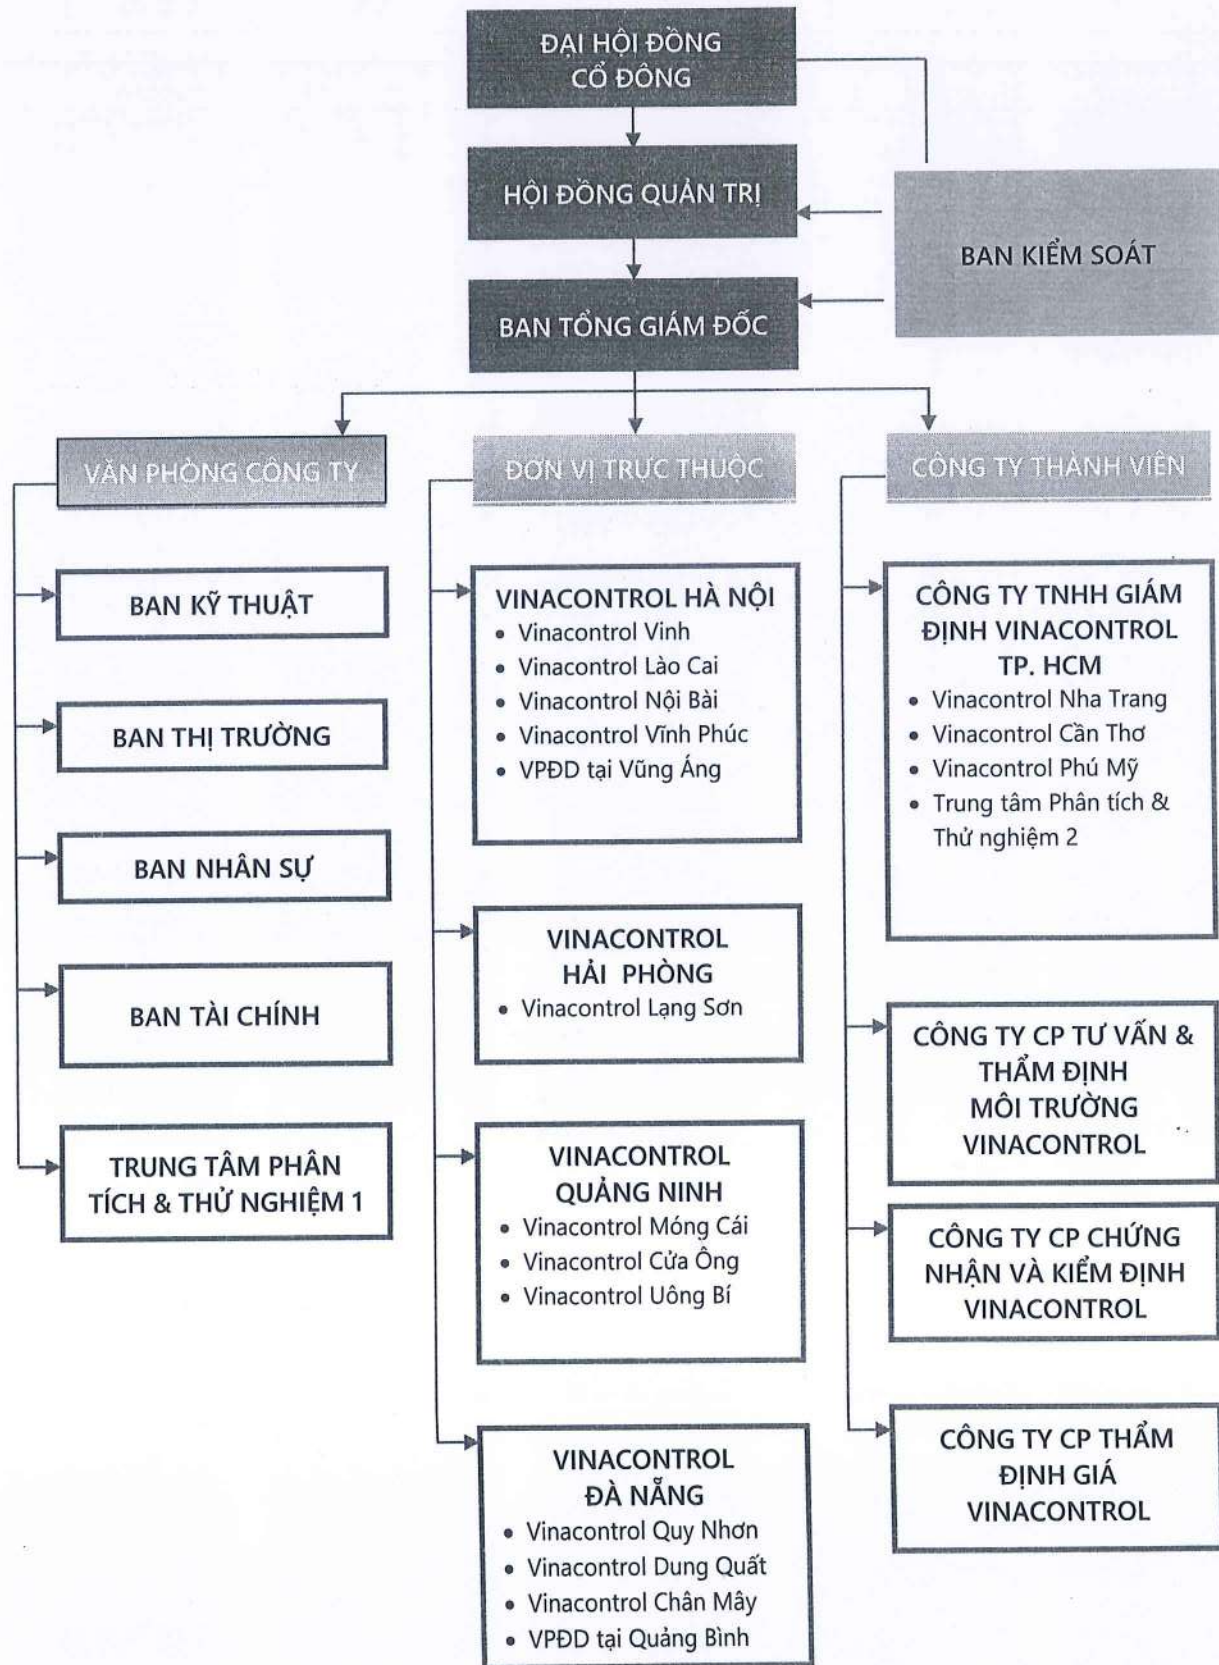 ĐẠI HỘI ĐỒNG
CỔ ĐÔNG
HỘI ĐỒNG QUẢN TRỊ
BAN KIỂM SOÁT
BAN TỔNG GIÁM ĐỐC
VĂN PHÒNG CÔNG TY
BAN KỸ THUẬT
BAN THỊ TRƯỜNG
BAN NHÂN SỰ
BAN TÀI CHÍNH
TRUNG TÂM PHÂN
TÍCH & THỬ NGHIỆM 1
ĐƠN VỊ TRỰC THUỘC
VINACONTROL HÀ NỘI
• Vinacontrol Vinh
• Vinacontrol Lào Cai
• Vinacontrol Nội Bài
• Vinacontrol Vĩnh Phúc
• VPĐD tại Vũng Áng
VINACONTROL
HẢI PHÒNG
• Vinacontrol Lạng Sơn
VINACONTROL
QUẢNG NINH
• Vinacontrol Móng Cái
• Vinacontrol Cửa Ông
• Vinacontrol Uông Bí
VINACONTROL
ĐÀ NẴNG
• Vinacontrol Quy Nhơn
• Vinacontrol Dung Quất
• Vinacontrol Chân Mây
• VPĐD tại Quảng Bình
CÔNG TY THÀNH VIÊN
CÔNG TY TNHH GIÁM
ĐỊNH VINACONTROL
TP. HCM
• Vinacontrol Nha Trang
• Vinacontrol Cần Thơ
• Vinacontrol Phú Mỹ
• Trung tâm Phân tích &
Thử nghiệm 2
CÔNG TY CP TƯ VẤN &
THẨM ĐỊNH
MÔI TRƯỜNG
VINACONTROL
CÔNG TY CP CHỨNG
NHẬN VÀ KIỂM ĐỊNH
VINACONTROL
CÔNG TY CP THẨM
ĐỊNH GIÁ
VINACONTROL